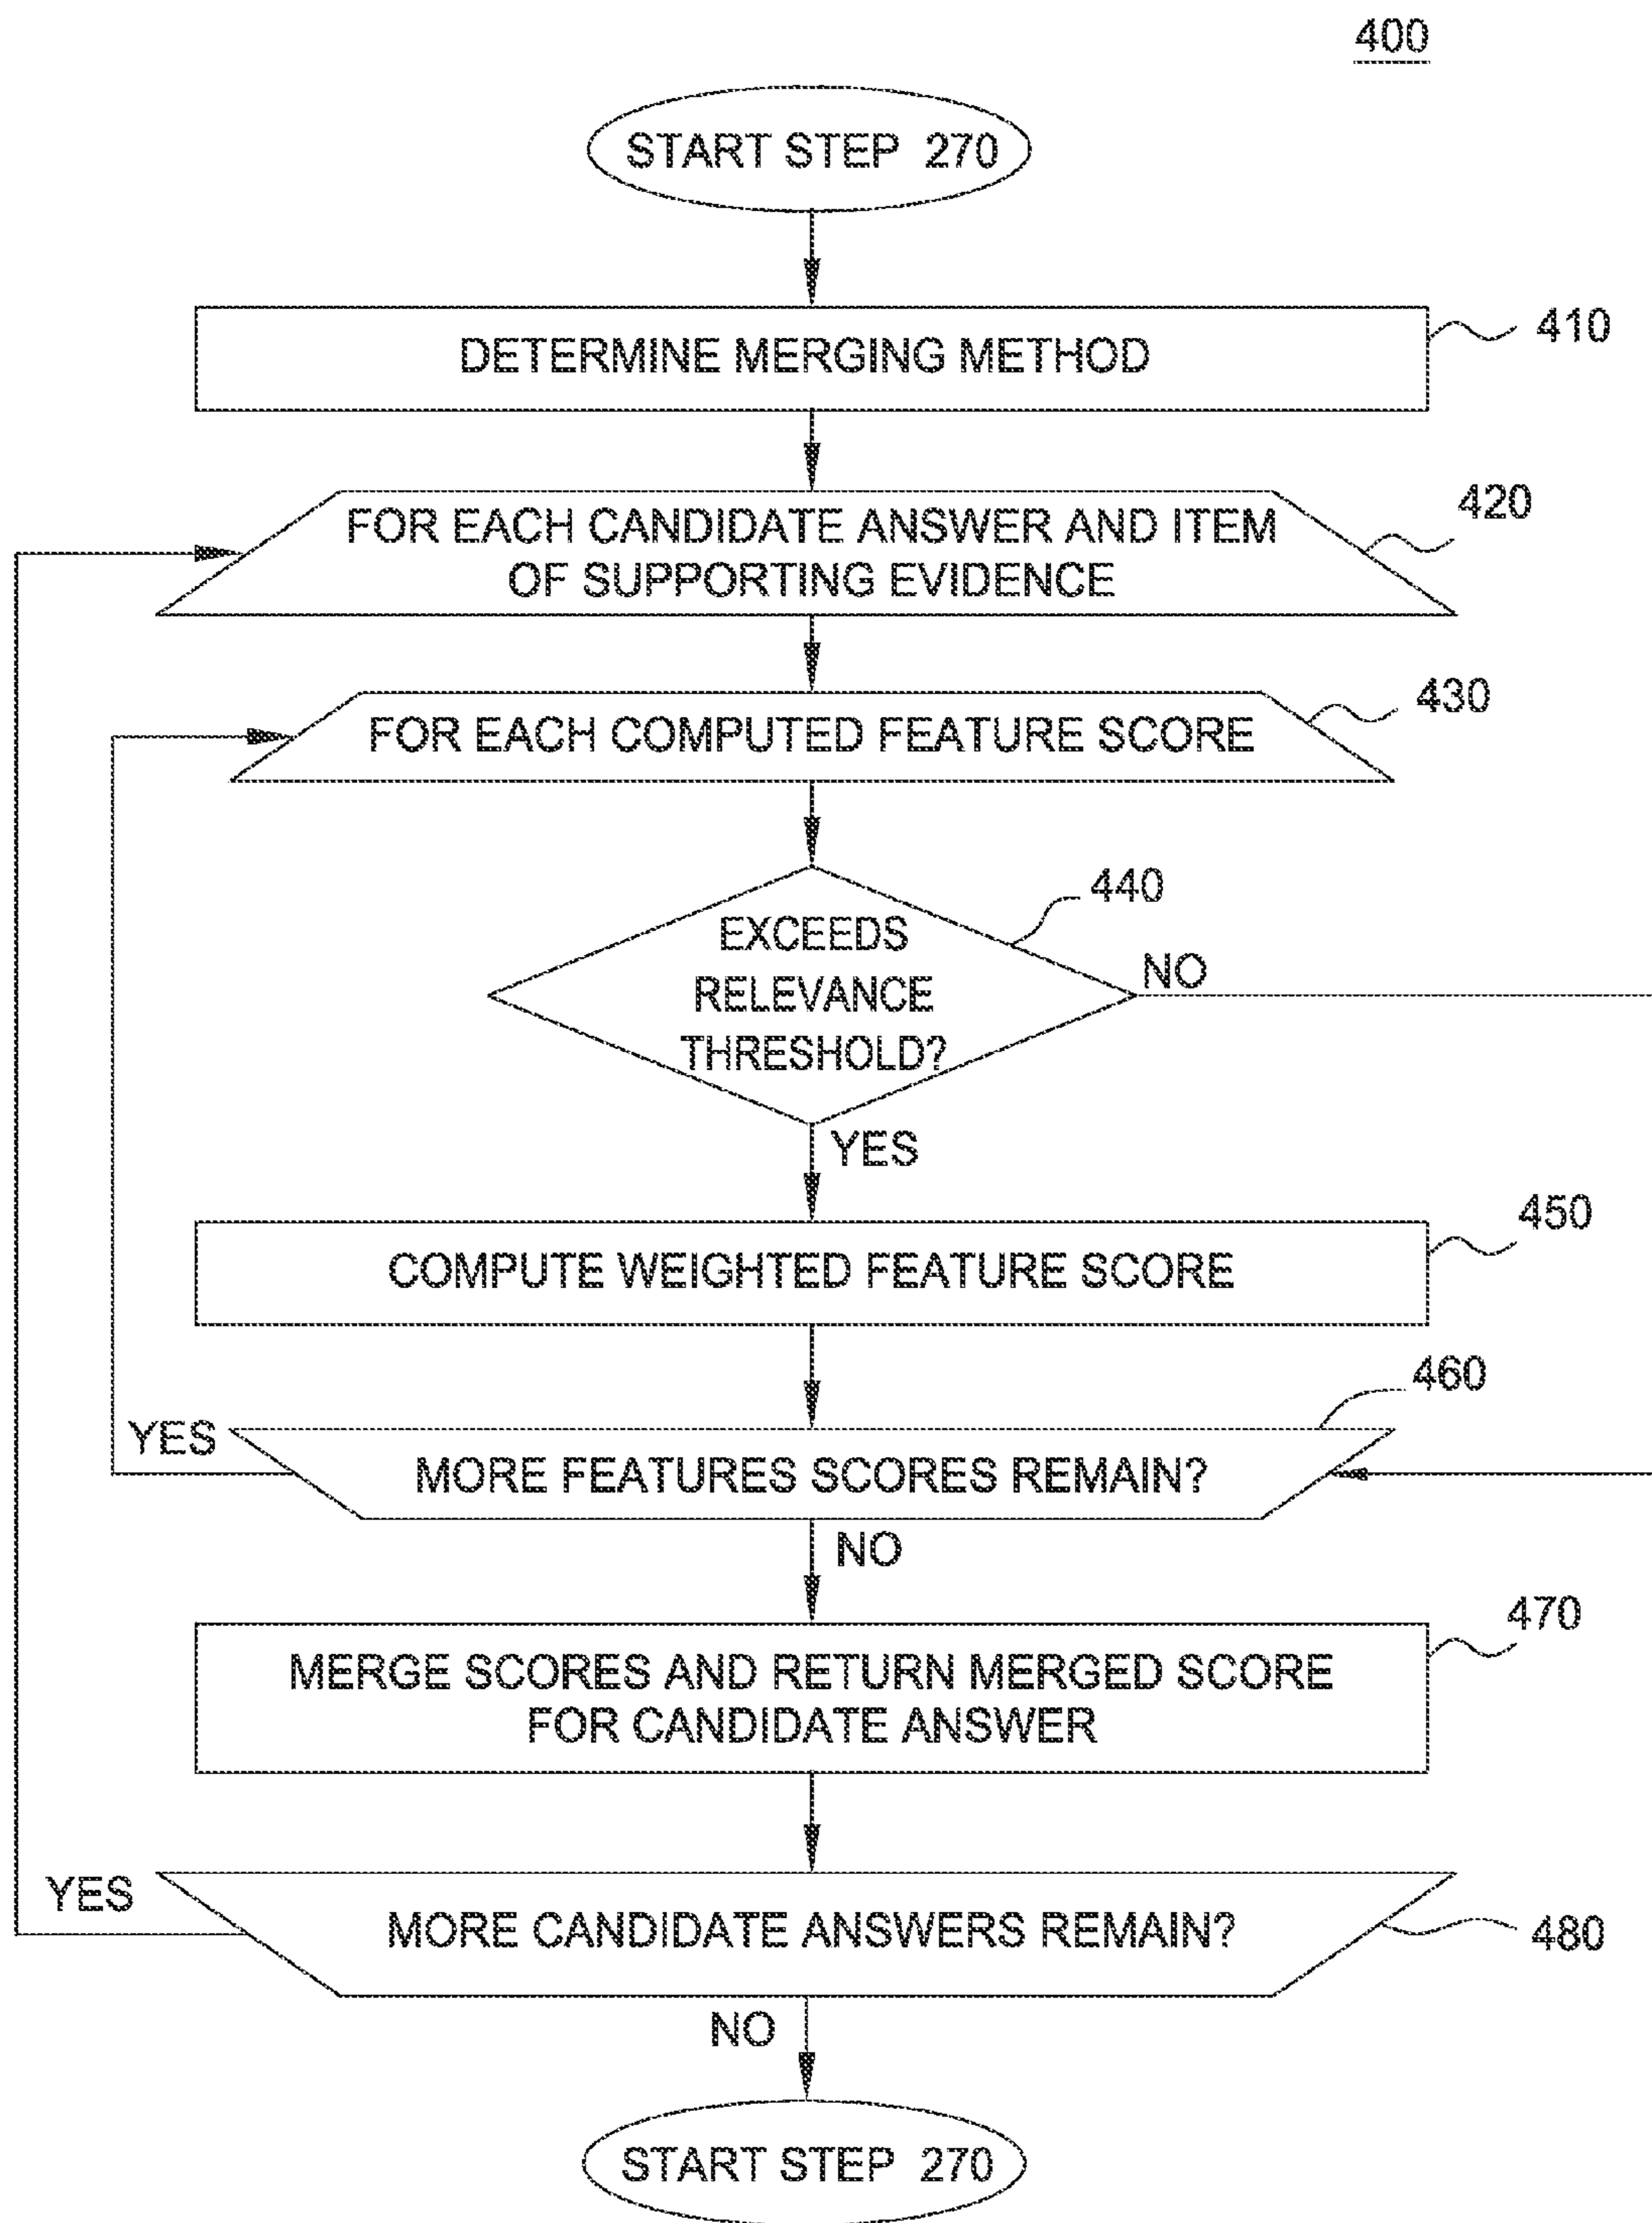 400
START STEP 270
DETERMINE MERGING METHOD
410
FOR EACH CANDIDATE ANSWER AND ITEM
OF SUPPORTING EVIDENCE
420
FOR EACH COMPUTED FEATURE SCORE
430
EXCEEDS
RELEVANCE
THRESHOLD?
440
NO
YES
COMPUTE WEIGHTED FEATURE SCORE
450
460
YES
MORE FEATURES SCORES REMAIN?
NO
MERGE SCORES AND RETURN MERGED SCORE
FOR CANDIDATE ANSWER
470
YES
MORE CANDIDATE ANSWERS REMAIN?
480
NO
START STEP 270